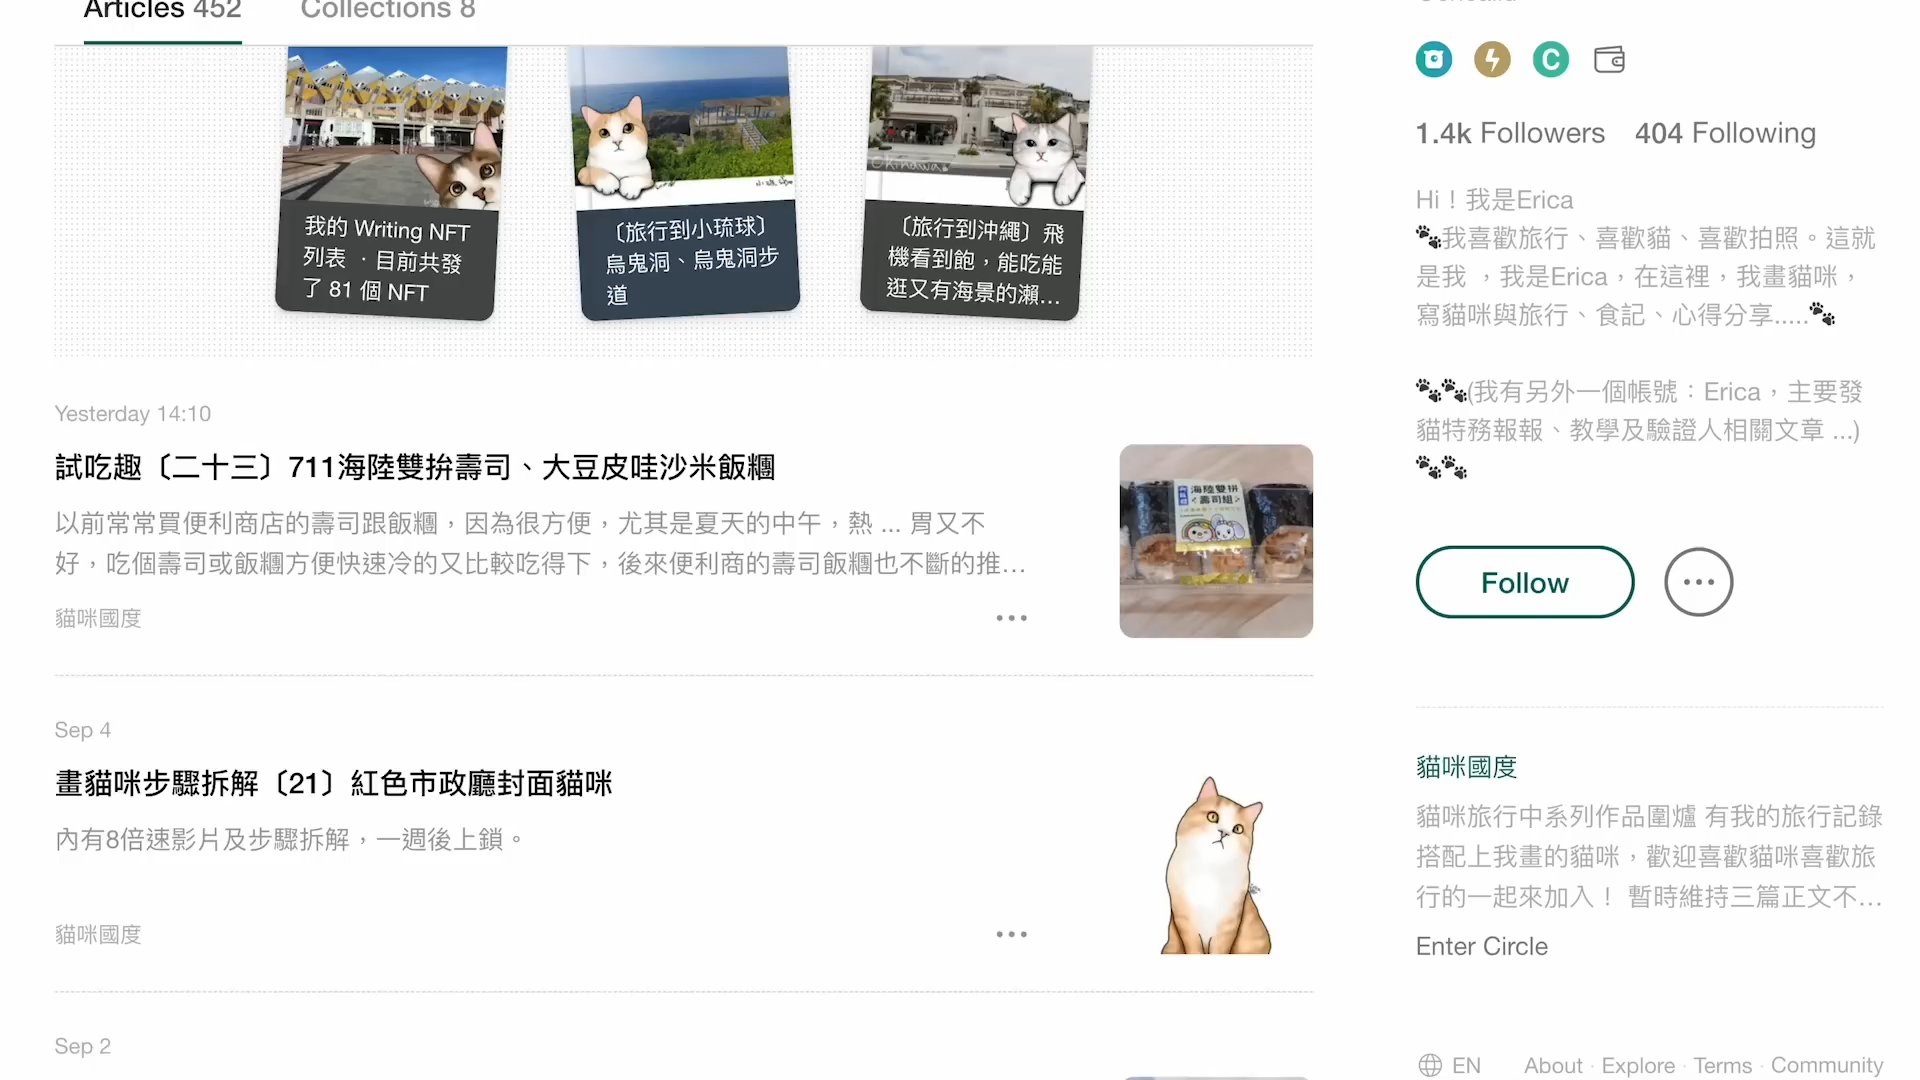 Articles 452
Collections 8
我的 Writing NFT
列表 ‧目前共發
了 81 個 NFT
〔旅行到小琉球〕
烏鬼洞、烏鬼洞步
道
Okinawa
〔旅行到沖繩〕飛
機看到飽,能吃能
逛又有海景的瀨...
Yesterday 14:10
試吃趣〔二十三〕711海陸雙拚壽司、大豆皮哇沙米飯糰
以前常常買便利商店的壽司跟飯糰,因為很方便,尤其是夏天的中午,熱 ... 胃又不
好,吃個壽司或飯糰方便快速冷的又比較吃得下,後來便利商的壽司飯糰也不斷的推...
海陸雙拼
<壽司組>
貓咪國度
Sep 4
畫貓咪步驟拆解〔21〕紅色市政廳封面貓咪
內有8倍速影片及步驟拆解,一週後上鎖。
貓咪國度
Sep 2
C
1.4k Followers 404 Following
Hi!我是Erica
我喜歡旅行、喜歡貓、喜歡拍照。這就
是我 ,我是Erica,在這裡,我畫貓咪,
寫貓咪與旅行、食記、心得分享.....
(我有另外一個帳號:Erica,主要發
貓特務報報、教學及驗證人相關文章 ...)
Follow
貓咪國度
貓咪旅行中系列作品圍爐 有我的旅行記錄
搭配上我畫的貓咪,歡迎喜歡貓咪喜歡旅
行的一起來加入! 暫時維持三篇正文不...
Enter Circle
EN About · Explore · Terms · Community